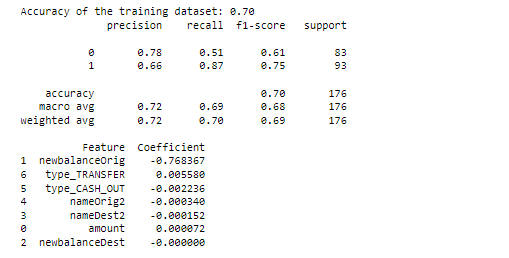 Accuracy of the training dataset: 0.70
precision recall f1-score support
0 0.78 0.51 0.61 83
1 0.66 0.87 0.75 93
accuracy 0.70 176
macro avg 0.72 0.69 0.68 176
weighted avg 0.72 0.70 0.69 176
Feature Coefficient
1 newbalanceOrig -0.768367
6 type_TRANSFER 0.005580
5 type_CASH_OUT -0.002236
4 nameOrig2 -0.000340
3 nameDest2 -0.000152
0 amount 0.000072
2 newbalanceDest -0.000000